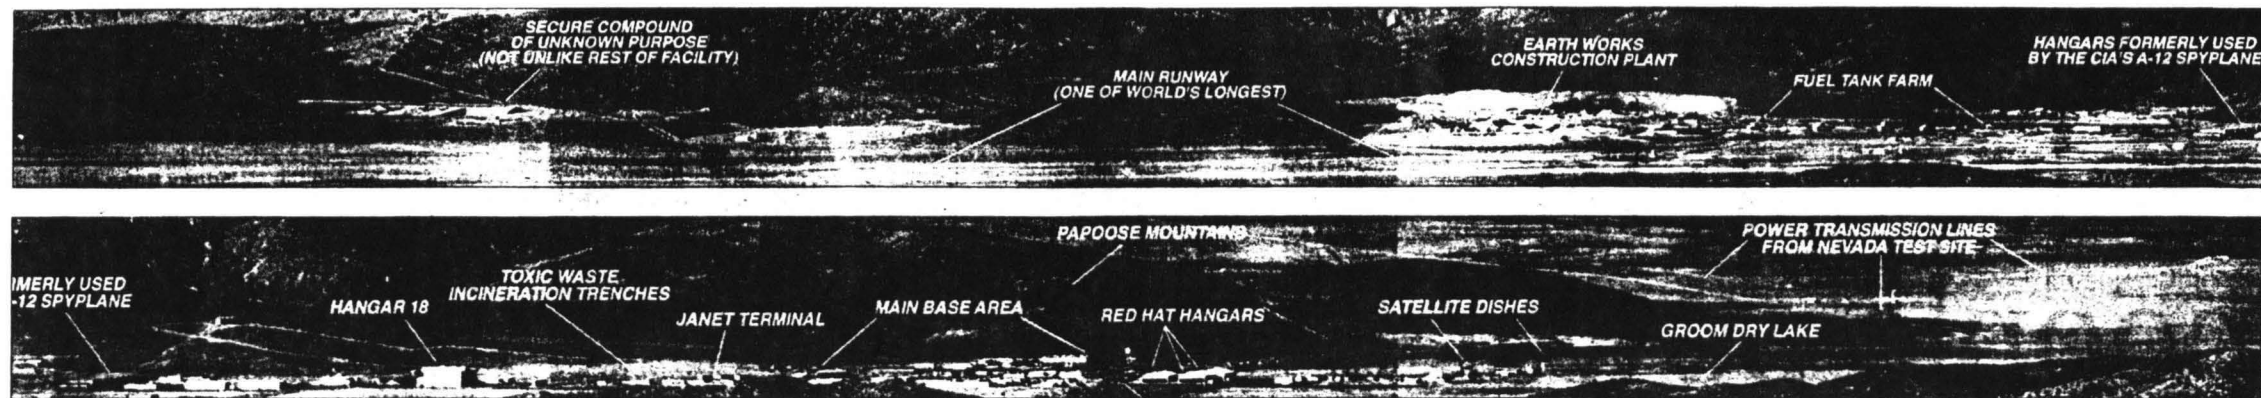 SECURE COMPOUND
OF UNKNOWN PURPOSE
(NOT UNLIKE REST OF FACILITY)
MAIN RUNWAY
(ONE OF WORLD'S LONGEST)
EARTH WORKS
CONSTRUCTION PLANT
FUEL TANK FARM
HANGARS FORMERLY USED
BY THE CIA'S A-12 SPYPLANE
RMERLY USED
-12 SPYPLANE
HANGAR 18
TOXIC WASTE
INCINERATION TRENCHES
JANET TERMINAL
MAIN BASE AREA
PAPOOSE MOUNTAINS
RED HAT HANGARS
SATELLITE DISHES
POWER TRANSMISSION LINES
FROM NEVADA TEST SITE
GROOM DRY LAKE